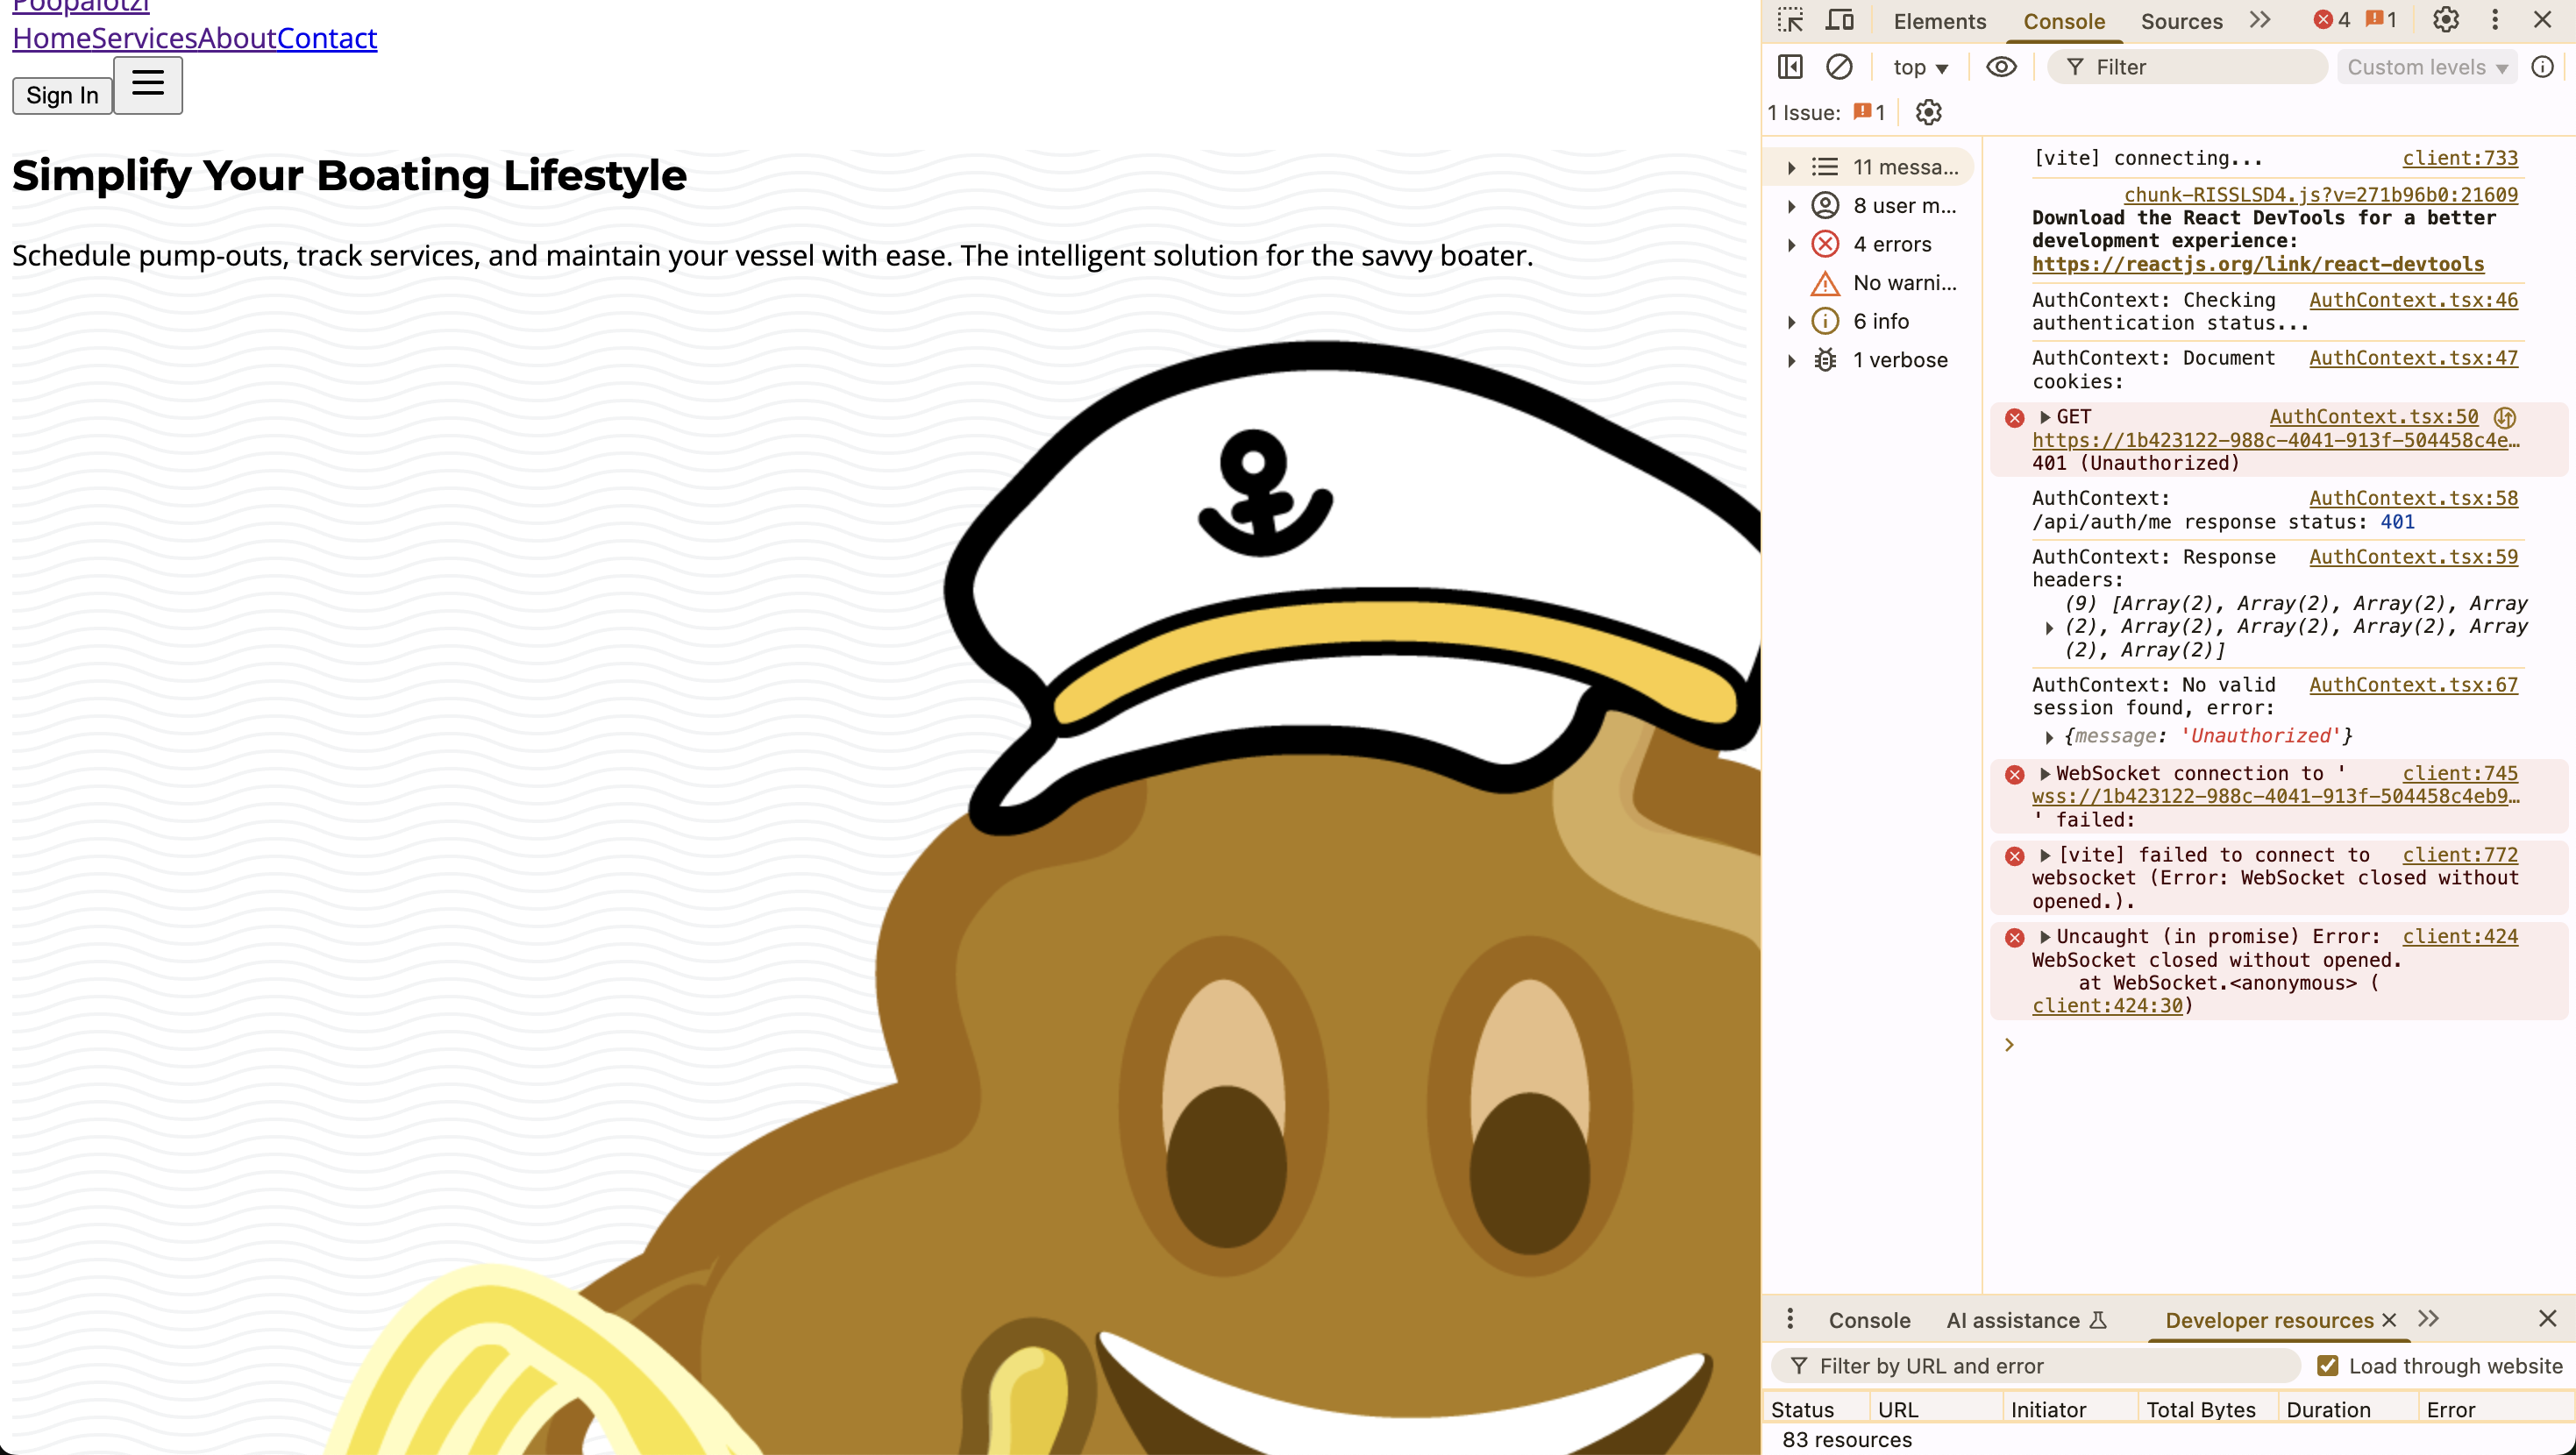 Poopalotzi
HomeServicesAboutContact
Sign In
Simplify Your Boating Lifestyle
Schedule pump-outs, track services, and maintain your vessel with ease. The intelligent solution for the savvy boater.
Elements Console Sources 4 1
top Filter Custom levels
1 Issue: 1
11 messa...
8 user m...
4 errors
No warni...
6 info
1 verbose
[vite] connecting... client:733
chunk-RISSLSD4.js?v=271b96b0:21609
Download the React DevTools for a better
development experience:
https://reactjs.org/link/react-devtools
AuthContext: Checking AuthContext.tsx:46
authentication status...
AuthContext: Document AuthContext.tsx:47
cookies:
GET AuthContext.tsx:50
https://1b423122-988c-4041-913f-504458c4e…
401 (Unauthorized)
AuthContext: AuthContext.tsx:58
/api/auth/me response status: 401
AuthContext: Response AuthContext.tsx:59
headers:
(9) [Array(2), Array(2), Array(2), Array
(2), Array(2), Array(2), Array(2), Array
(2), Array(2)]
AuthContext: No valid AuthContext.tsx:67
session found, error:
{message: 'Unauthorized'}
WebSocket connection to ' client:745
wss://1b423122-988c-4041-913f-504458c4eb9…
' failed:
[vite] failed to connect to client:772
websocket (Error: WebSocket closed without
opened.).
Uncaught (in promise) Error: client:424
WebSocket closed without opened.
at WebSocket.<anonymous> (
client:424:30)
Console AI assistance Developer resources
Filter by URL and error Load through website
Status URL Initiator Total Bytes Duration Error
83 resources